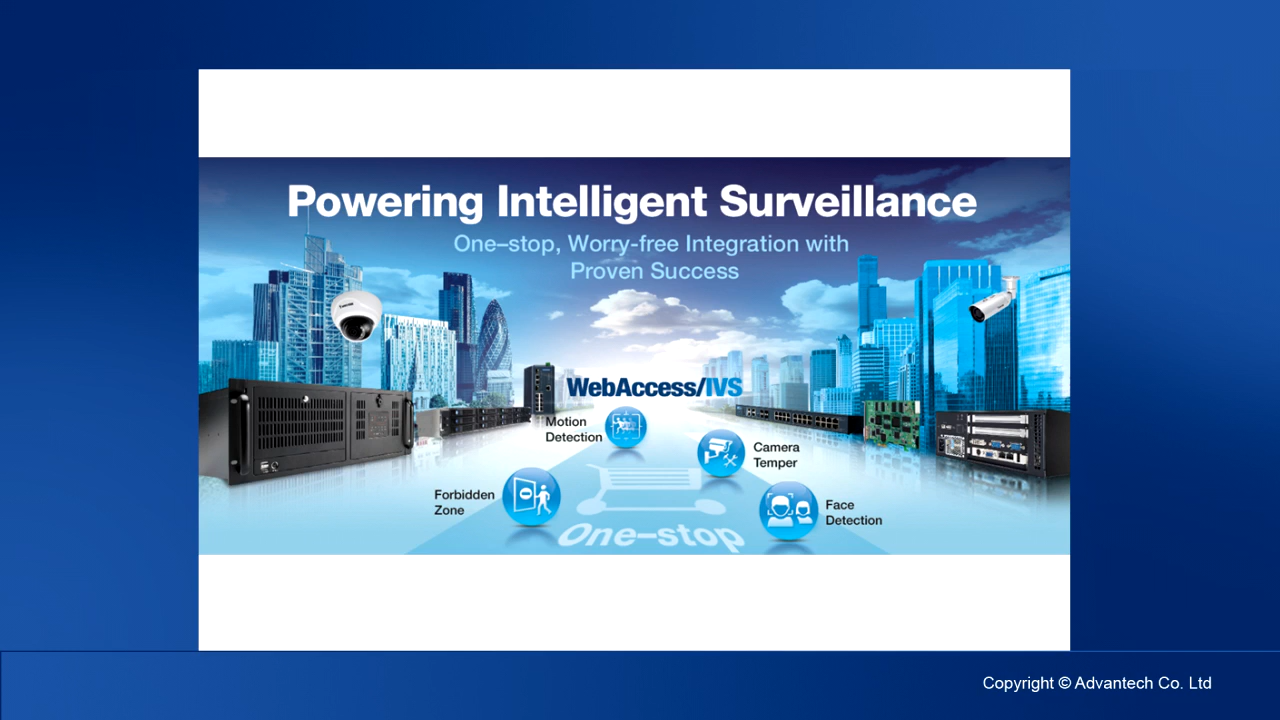 Powering Intelligent Surveillance
One–stop, Worry-free Integration with
Proven Success
WebAccess/IVS
Motion
Detection
Camera
Temper
Forbidden
Zone
Face
Detection
One–stop
Copyright © Advantech Co. Ltd